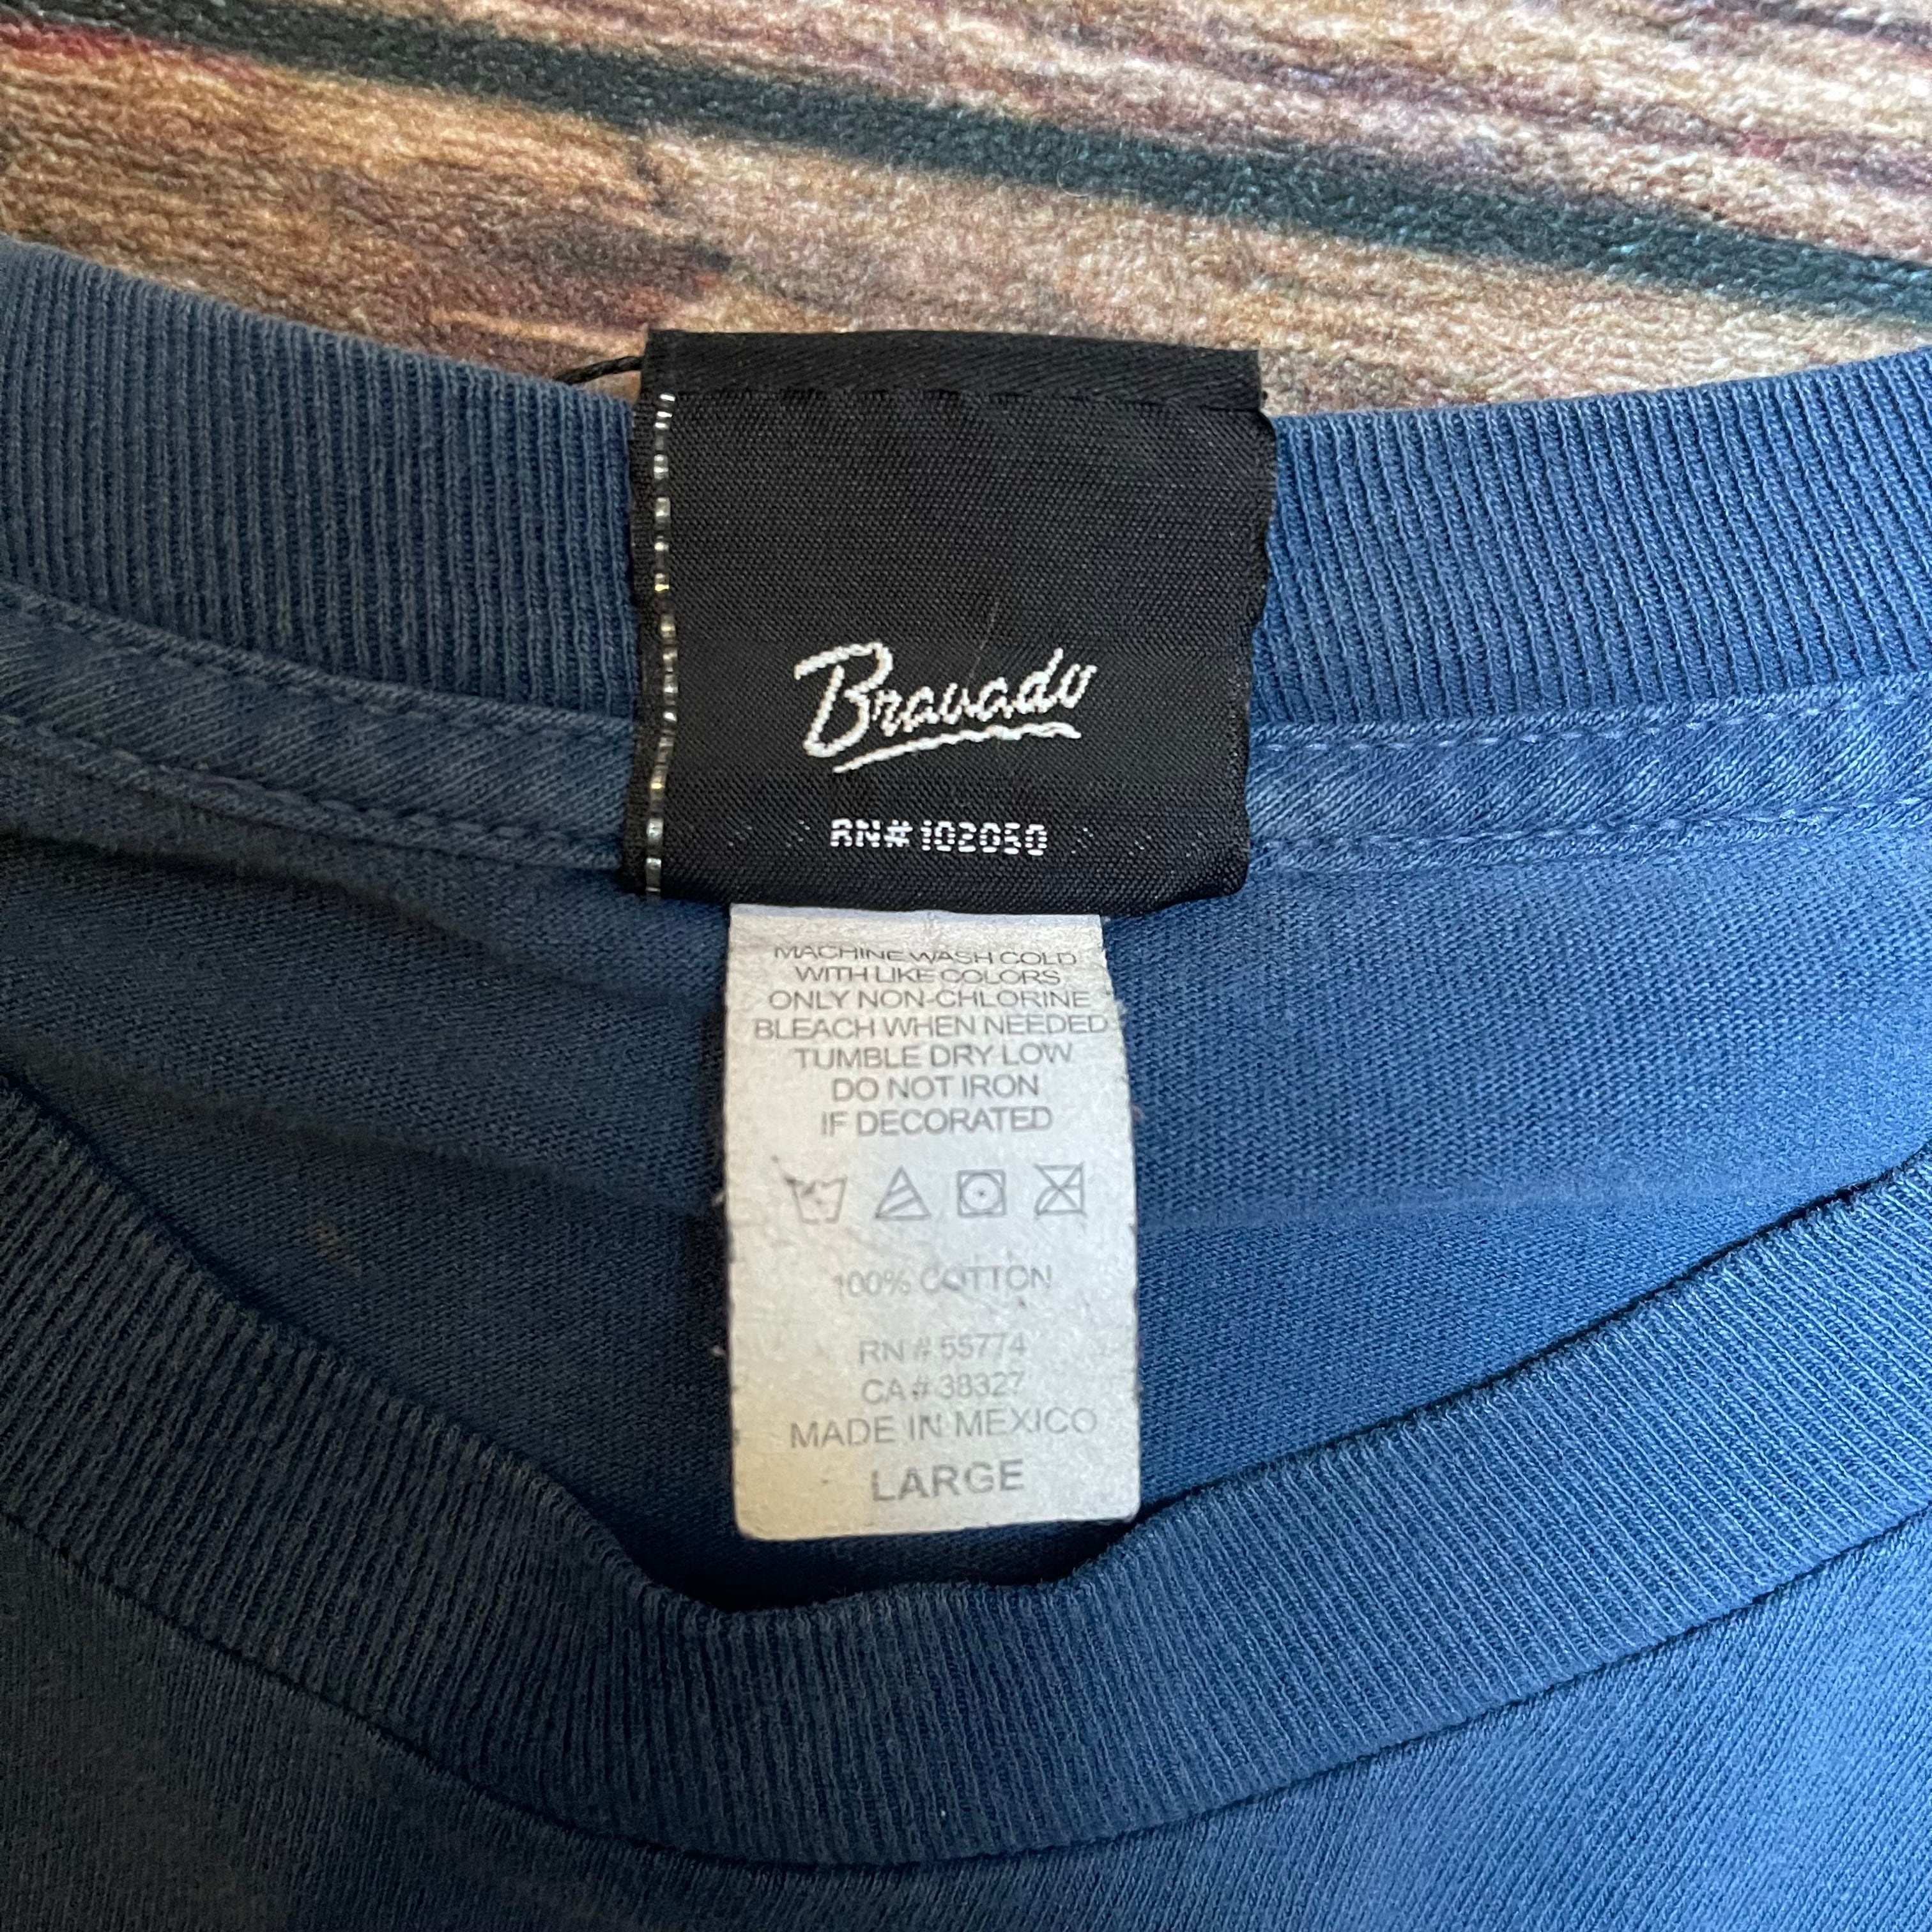 Bravado
RN# 102050
MACHINE WASH COLD
WITH LIKE COLORS
ONLY NON-CHLORINE
BLEACH WHEN NEEDED
TUMBLE DRY LOW
DO NOT IRON
IF DECORATED
100% COTTON
RN # 55774
CA # 38327
MADE IN MEXICO
LARGE